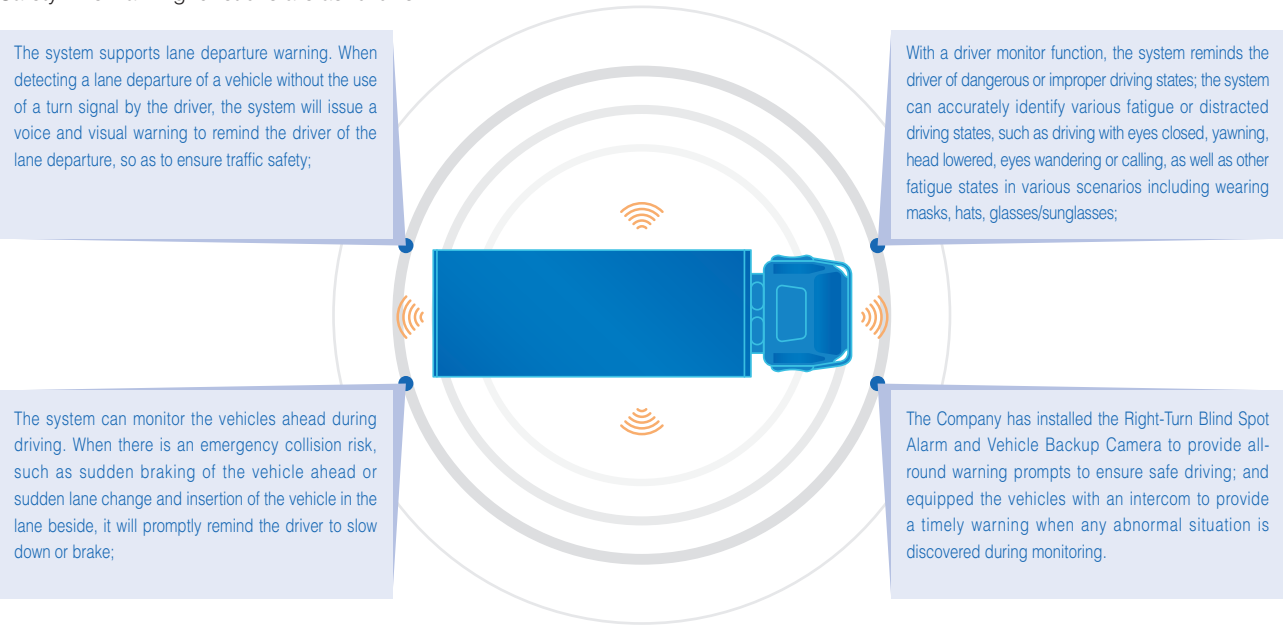 The system supports lane departure warning. When
detecting a lane departure of a vehicle without the use
of a turn signal by the driver, the system will issue a
voice and visual warning to remind the driver of the
lane departure, so as to ensure traffic safety;
With a driver monitor function, the system reminds the
driver of dangerous or improper driving states; the system
can accurately identify various fatigue or distracted
driving states, such as driving with eyes closed, yawning,
head lowered, eyes wandering or calling, as well as other
fatigue states in various scenarios including wearing
masks, hats, glasses/sunglasses;
The system can monitor the vehicles ahead during
driving. When there is an emergency collision risk,
such as sudden braking of the vehicle ahead or
sudden lane change and insertion of the vehicle in the
lane beside, it will promptly remind the driver to slow
down or brake;
The Company has installed the Right-Turn Blind Spot
Alarm and Vehicle Backup Camera to provide all-
round warning prompts to ensure safe driving; and
equipped the vehicles with an intercom to provide
a timely warning when any abnormal situation is
discovered during monitoring.